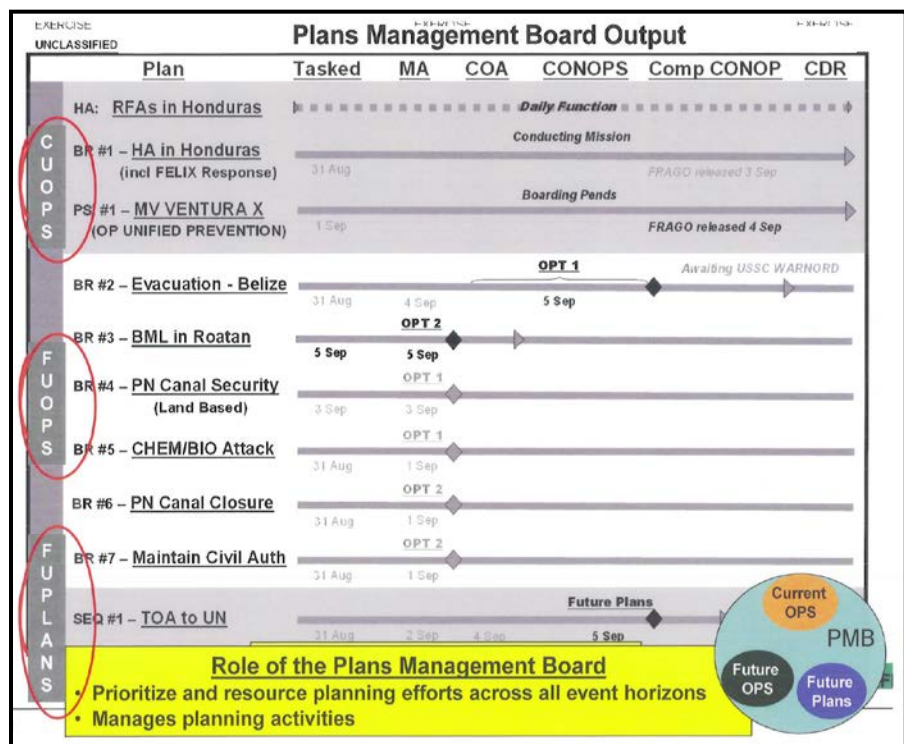 EXERCISE
UNCLASSIFIED
Plans Management Board Output
Plan Tasked MA COA CONOPS Comp CONOP CDR
CUOPS
HA: RFAs in Honduras
Daily Function
BR #1 – HA in Honduras
(incl FELIX Response)
31 Aug
Conducting Mission
FRAGO released 3 Sep
PS #1 – MV VENTURA X
(OP UNIFIED PREVENTION)
1 Sep
Boarding Pends
FRAGO released 4 Sep
FUOPS
BR #2 – Evacuation - Belize
31 Aug 4 Sep
OPT 1
5 Sep
Awaiting USSC WARNORD
BR #3 – BML in Roatan
OPT 2
5 Sep 5 Sep
BR #4 – PN Canal Security
(Land Based)
OPT 1
3 Sep 3 Sep
BR #5 – CHEM/BIO Attack
OPT 1
31 Aug 1 Sep
BR #6 – PN Canal Closure
OPT 2
31 Aug 1 Sep
FUPLANS
BR #7 – Maintain Civil Auth
OPT 2
31 Aug 1 Sep
SEQ #1 – TOA to UN
Future Plans
31 Aug 2 Sep 4 Sep 5 Sep
Role of the Plans Management Board
• Prioritize and resource planning efforts across all event horizons
• Manages planning activities
Current
OPS
PMB
Future
OPS
Future
Plans